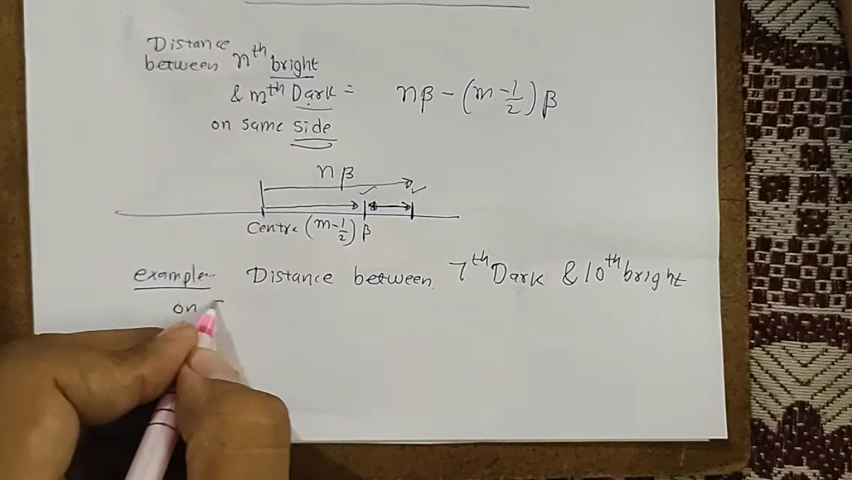 Distance
between nth bright
& mth Dark = nβ - (m - 1/2) β
on same side
nβ
Centre (m - 1/2) β
example- Distance between 7th Dark & 10th bright
on